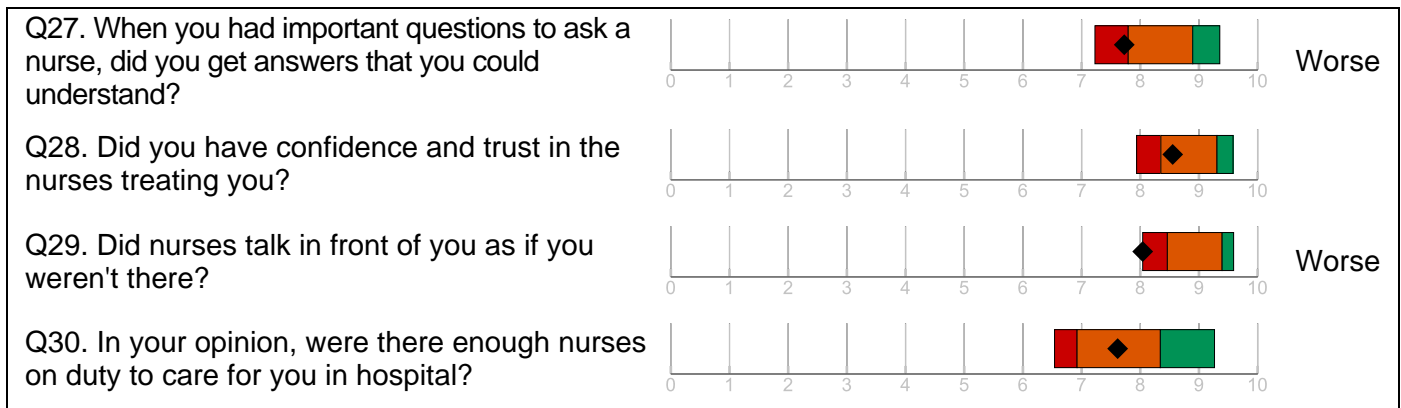 Q27. When you had important questions to ask a
nurse, did you get answers that you could
understand?
0 1 2 3 4 5 6 7 8 9 10
Worse
Q28. Did you have confidence and trust in the
nurses treating you?
0 1 2 3 4 5 6 7 8 9 10
Q29. Did nurses talk in front of you as if you
weren't there?
0 1 2 3 4 5 6 7 8 9 10
Worse
Q30. In your opinion, were there enough nurses
on duty to care for you in hospital?
0 1 2 3 4 5 6 7 8 9 10